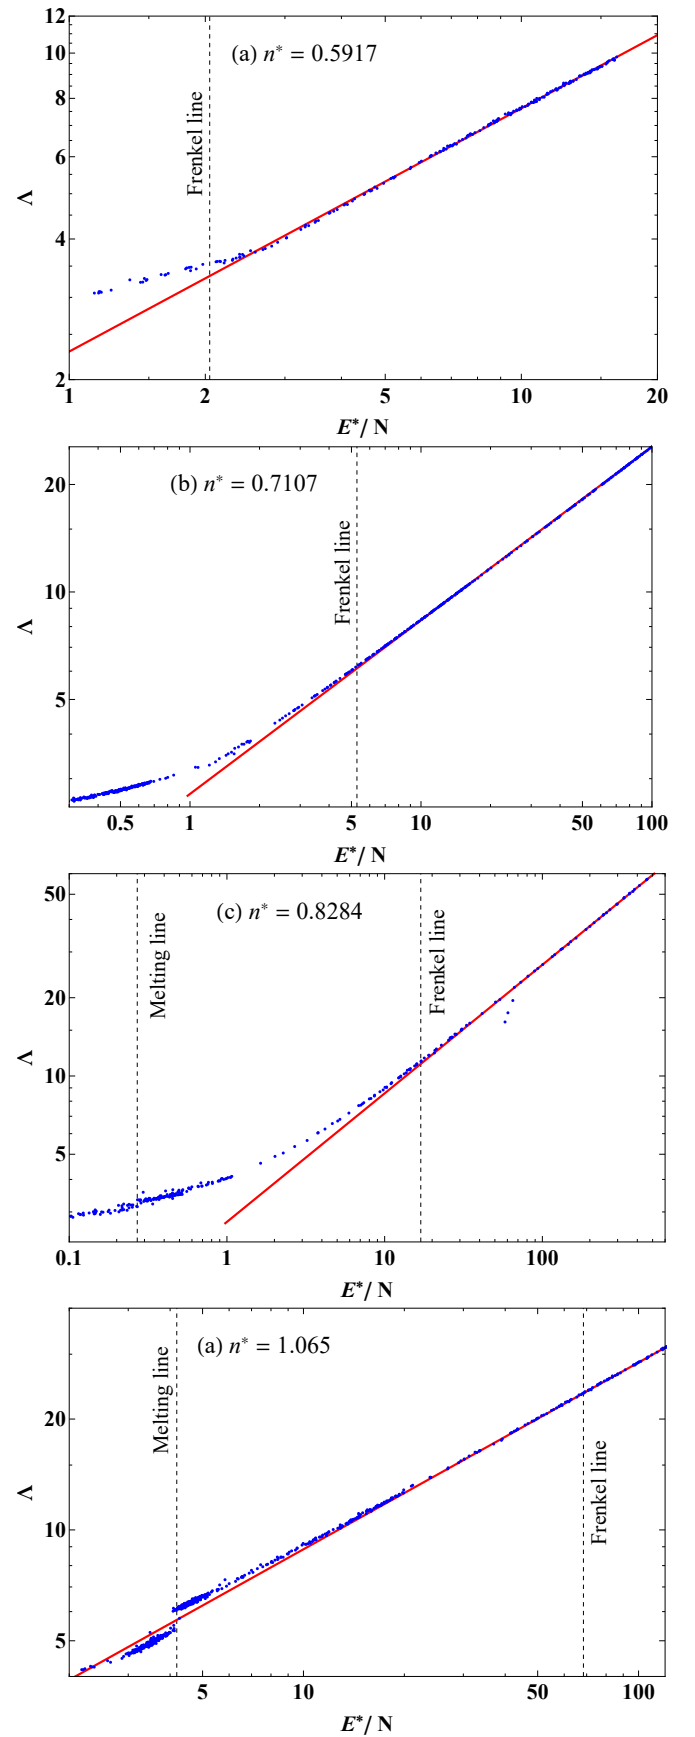 12
(a) n* = 0.5917
10
8
Frenkel line
6
Λ
4
2
1 2 5 10 20
E*/ N
(b) n* = 0.7107
20
Frenkel line
10
Λ
5
0.5 1 5 10 50 100
E*/ N
50
(c) n* = 0.8284
Melting line
Frenkel line
20
Λ
10
5
0.1 1 10 100
E*/ N
(a) n* = 1.065
Melting line
20
Λ
Frenkel line
10
5
5 10 50 100
E*/ N